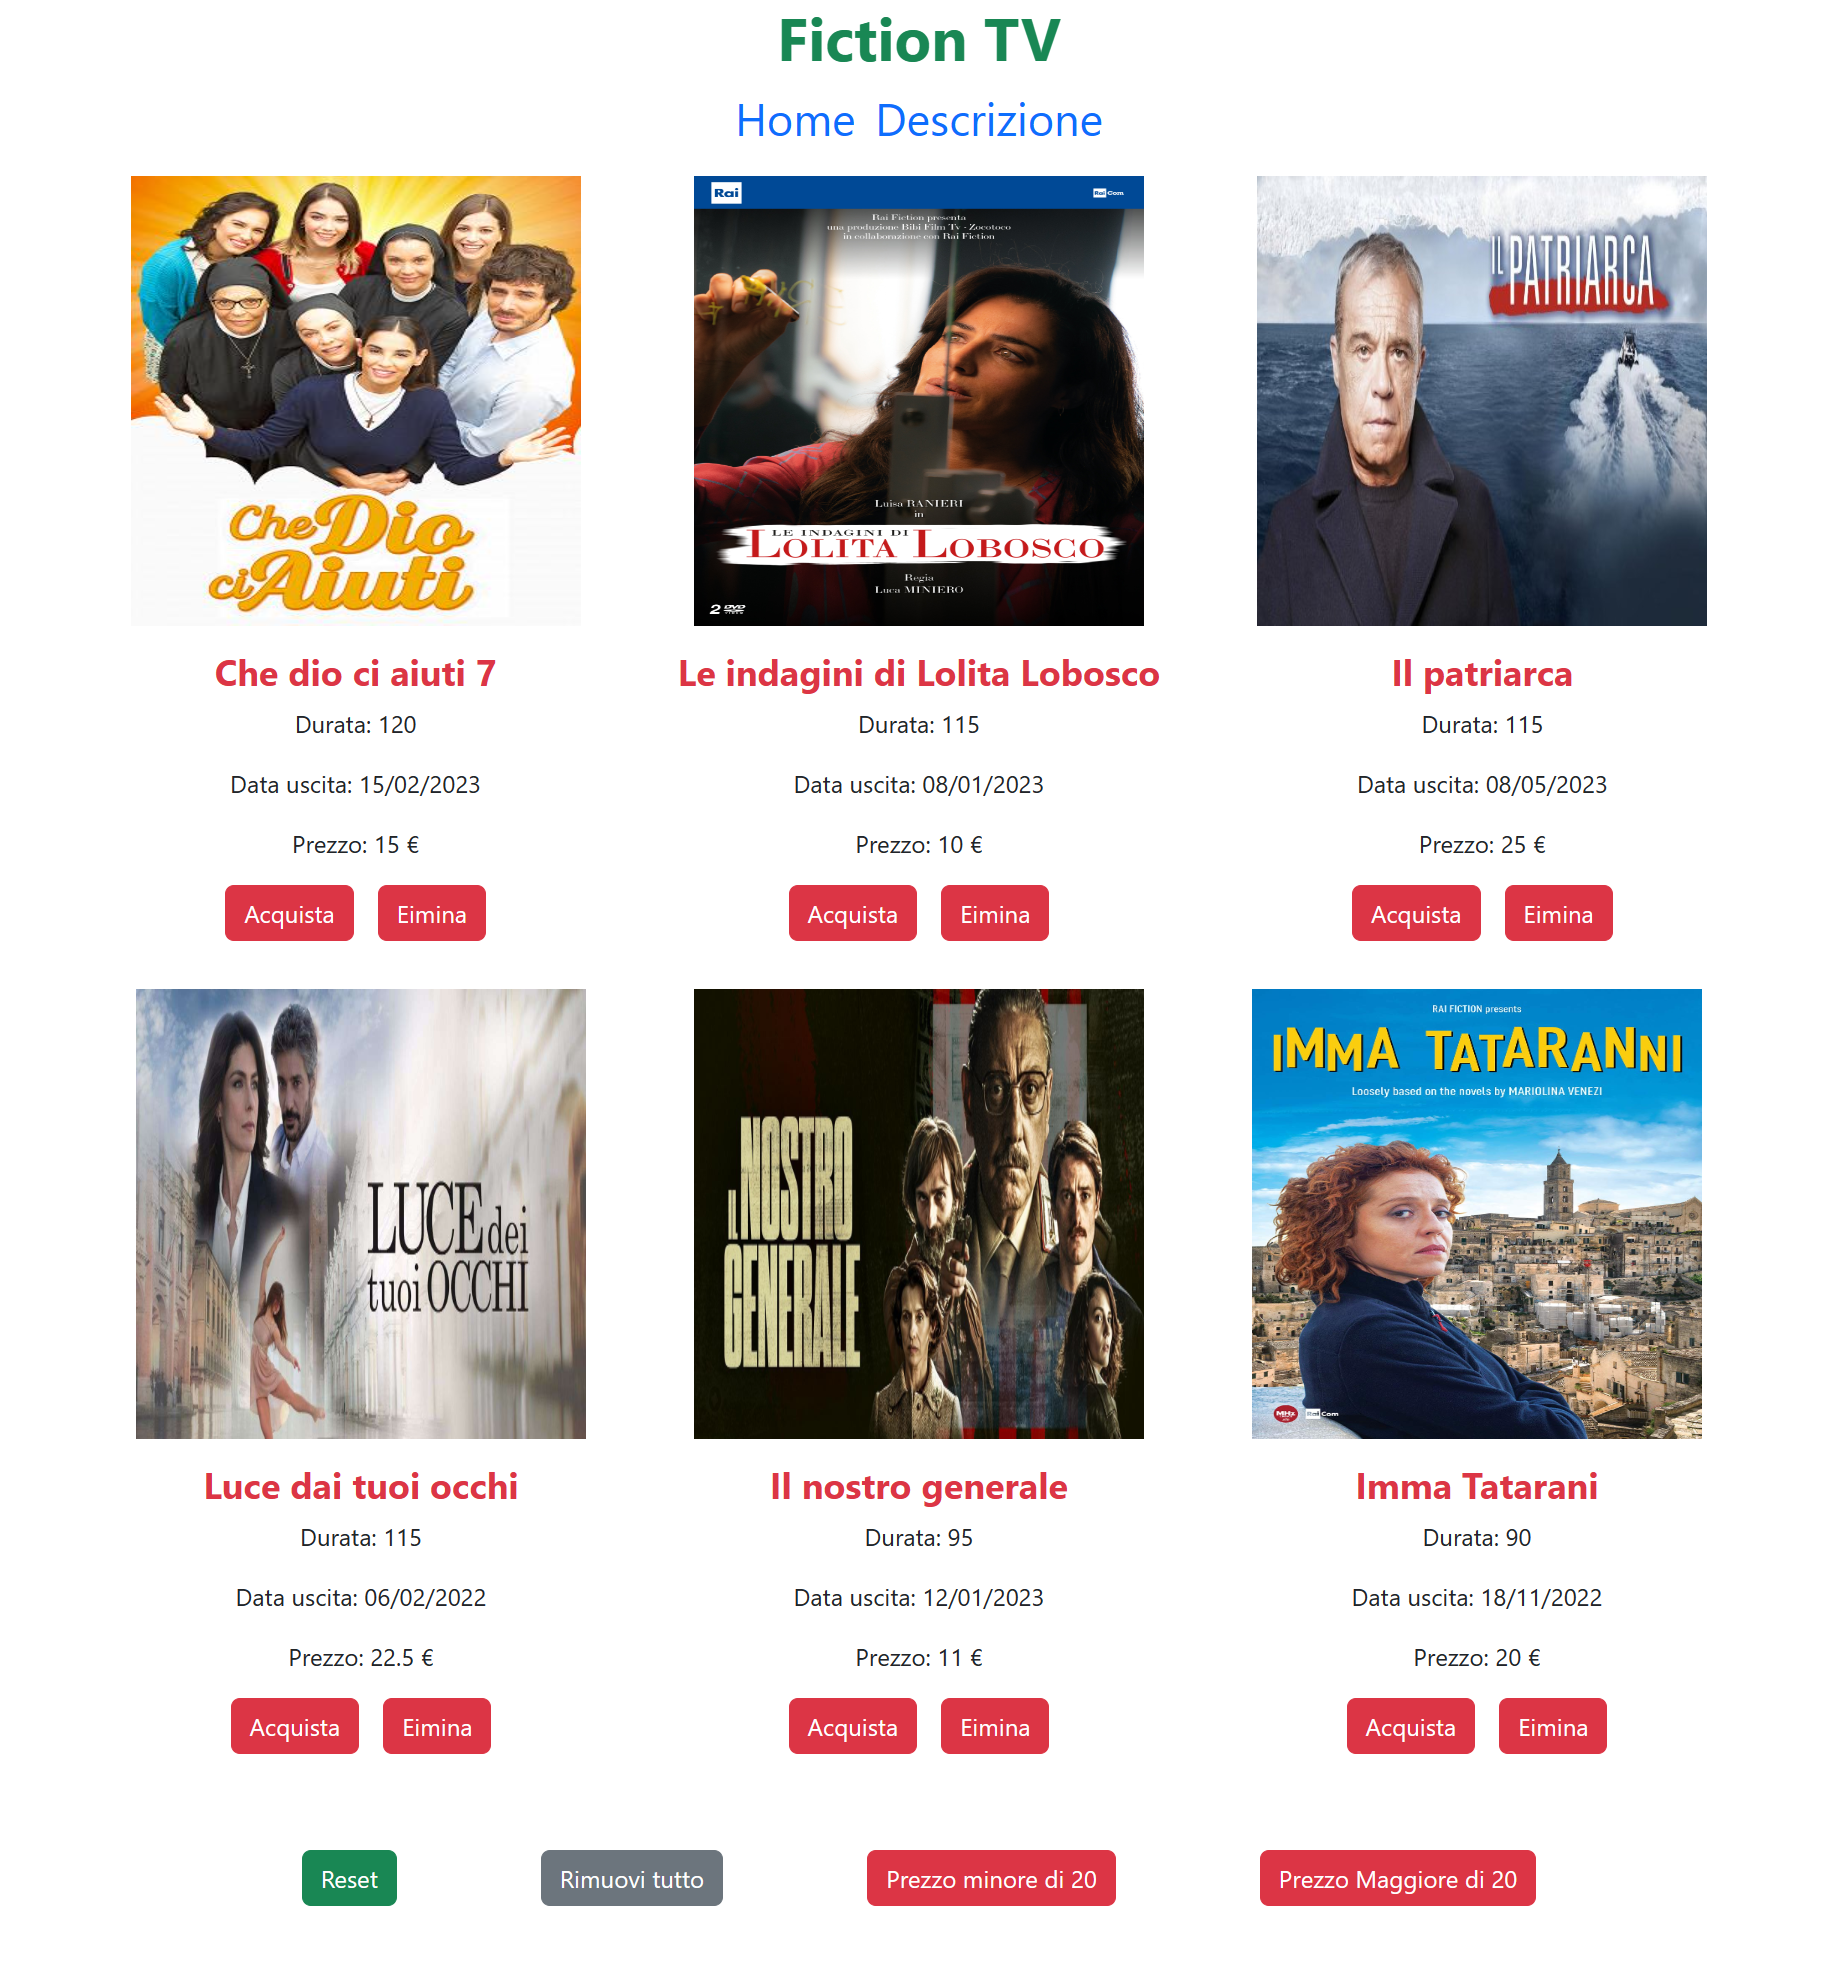 Fiction TV
Home Descrizione
Che Dio
ci Aiuti
Rai
Rai Com
Rai Fiction presenta
una produzione Bibi Film Tv - Zocotoco
in collaborazione con Rai Fiction
Luisa RANIERI
in
LE INDAGINI DI
LOLITA LOBOSCO
Regia
Luca MINIERO
2 DVD
VIDEO
IL PATRIARCA
Che dio ci aiuti 7
Durata: 120
Data uscita: 15/02/2023
Prezzo: 15 €
Acquista Eimina
Le indagini di Lolita Lobosco
Durata: 115
Data uscita: 08/01/2023
Prezzo: 10 €
Acquista Eimina
Il patriarca
Durata: 115
Data uscita: 08/05/2023
Prezzo: 25 €
Acquista Eimina
LUCE dei
tuoi OCCHI
IL NOSTRO
GENERALE
RAI FICTION presents
IMMA TATARANNI
Loosely based on the novels by MARIOLINA VENEZI
MHz
Rai Com
Luce dai tuoi occhi
Durata: 115
Data uscita: 06/02/2022
Prezzo: 22.5 €
Acquista Eimina
Il nostro generale
Durata: 95
Data uscita: 12/01/2023
Prezzo: 11 €
Acquista Eimina
Imma Tatarani
Durata: 90
Data uscita: 18/11/2022
Prezzo: 20 €
Acquista Eimina
Reset
Rimuovi tutto
Prezzo minore di 20
Prezzo Maggiore di 20